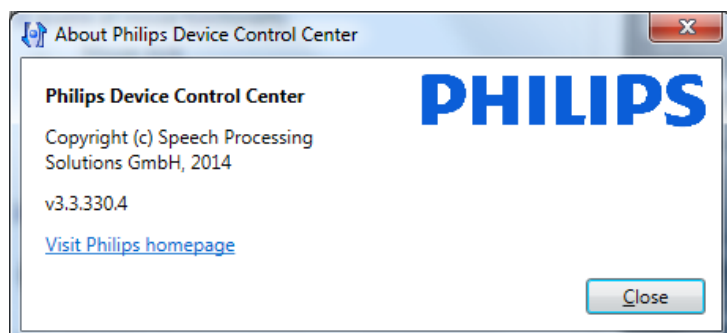 About Philips Device Control Center
Philips Device Control Center
PHILIPS
Copyright (c) Speech Processing
Solutions GmbH, 2014
v3.3.330.4
Visit Philips homepage
Close